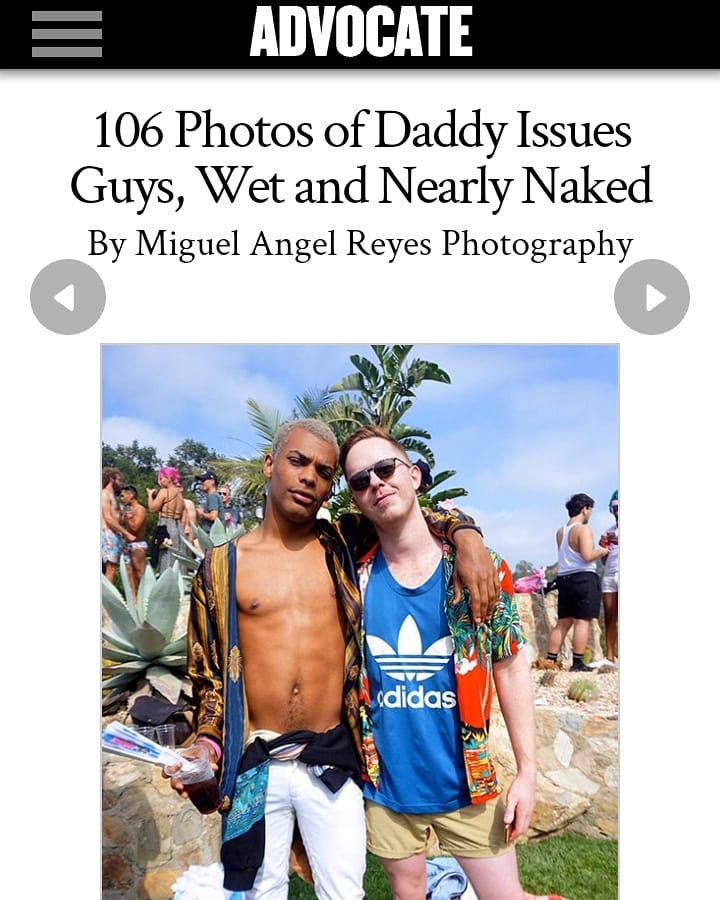 ADVOCATE
106 Photos of Daddy Issues
Guys, Wet and Nearly Naked
By Miguel Angel Reyes Photography
adidas